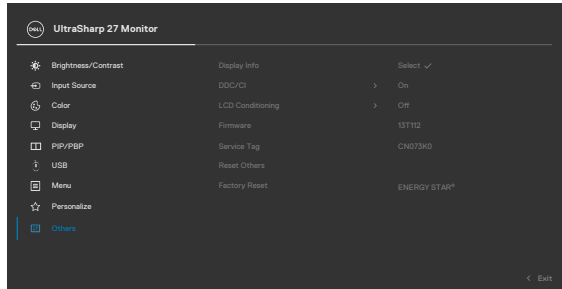 DELL UltraSharp 27 Monitor
Brightness/Contrast Display Info Select ✓
Input Source DDC/CI > On
Color LCD Conditioning > Off
Display Firmware 13T112
PIP/PBP Service Tag CN073K0
USB Reset Others
Menu Factory Reset ENERGY STAR®
Personalize
Others
< Exit